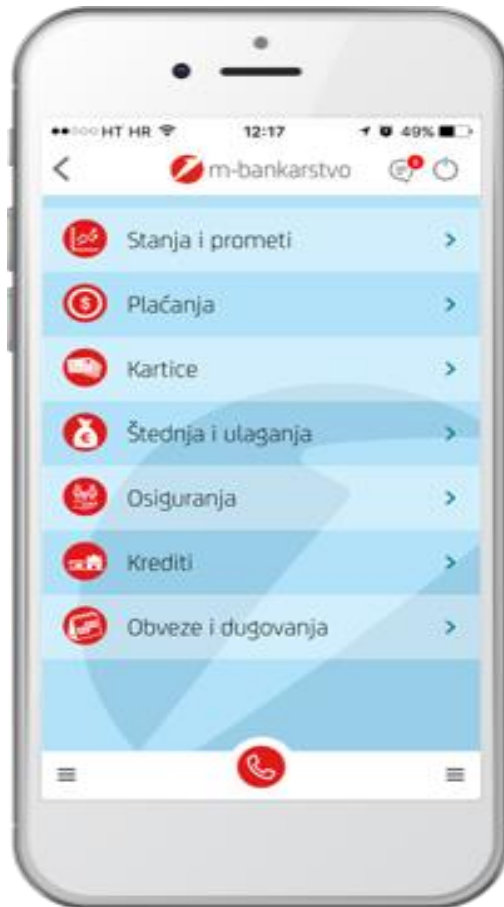 HT HR 12:17 49%
m-bankarstvo
Stanja i prometi
Plaćanja
Kartice
Štednja i ulaganja
Osiguranja
Krediti
Obveze i dugovanja